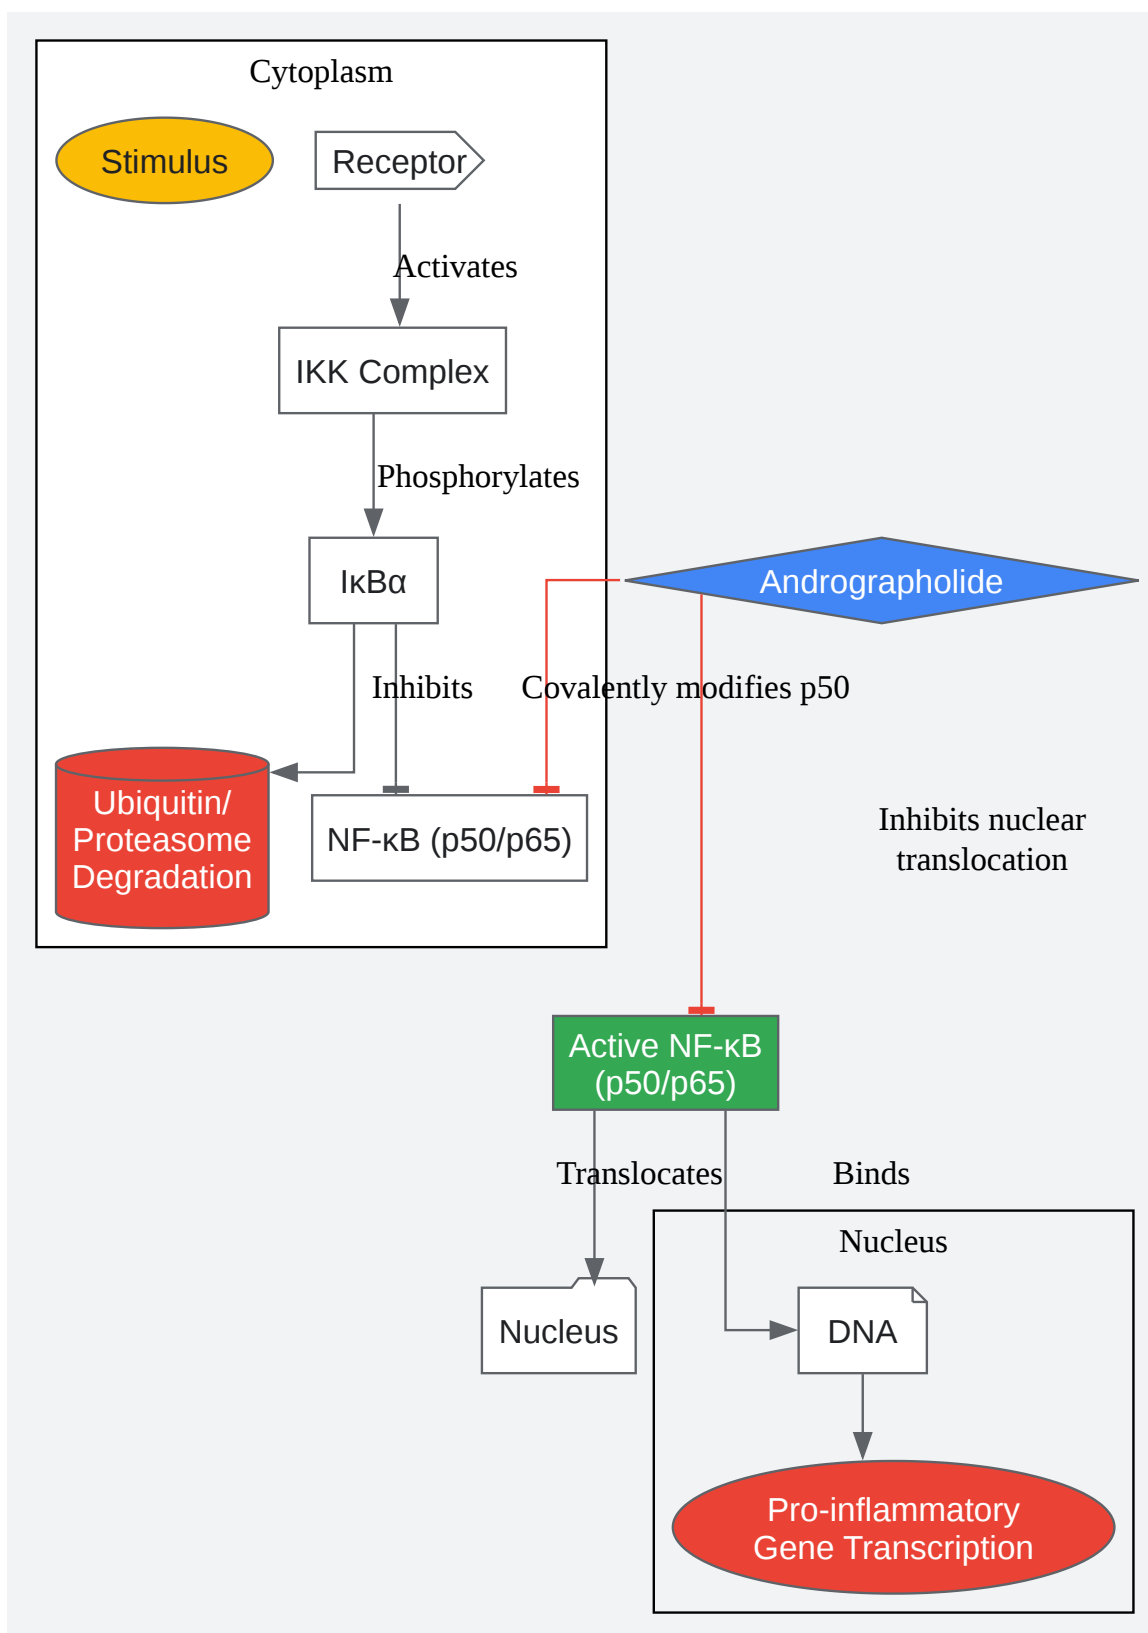 Cytoplasm
Stimulus
Receptor
Activates
IKK Complex
Phosphorylates
IκBα
Andrographolide
Inhibits
Covalently modifies p50
Ubiquitin/
Proteasome
Degradation
NF-κB (p50/p65)
Inhibits nuclear
translocation
Active NF-κB
(p50/p65)
Translocates
Binds
Nucleus
Nucleus
DNA
Pro-inflammatory
Gene Transcription